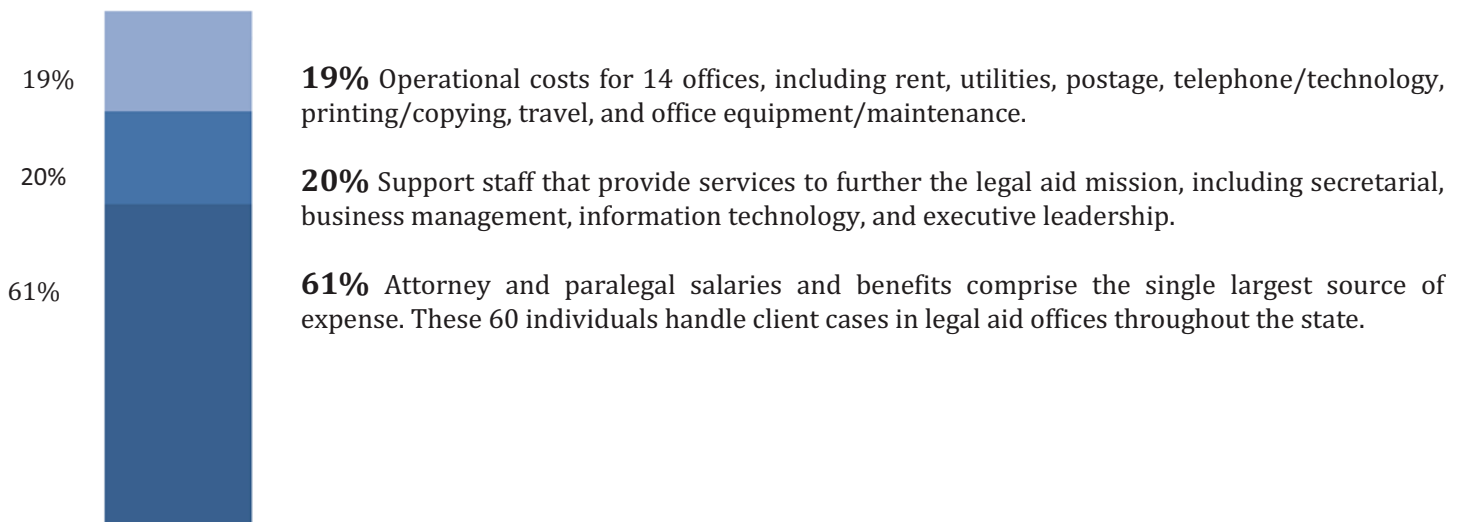 19%
19% Operational costs for 14 offices, including rent, utilities, postage, telephone/technology,
printing/copying, travel, and office equipment/maintenance.
20%
20% Support staff that provide services to further the legal aid mission, including secretarial,
business management, information technology, and executive leadership.
61%
61% Attorney and paralegal salaries and benefits comprise the single largest source of
expense. These 60 individuals handle client cases in legal aid offices throughout the state.